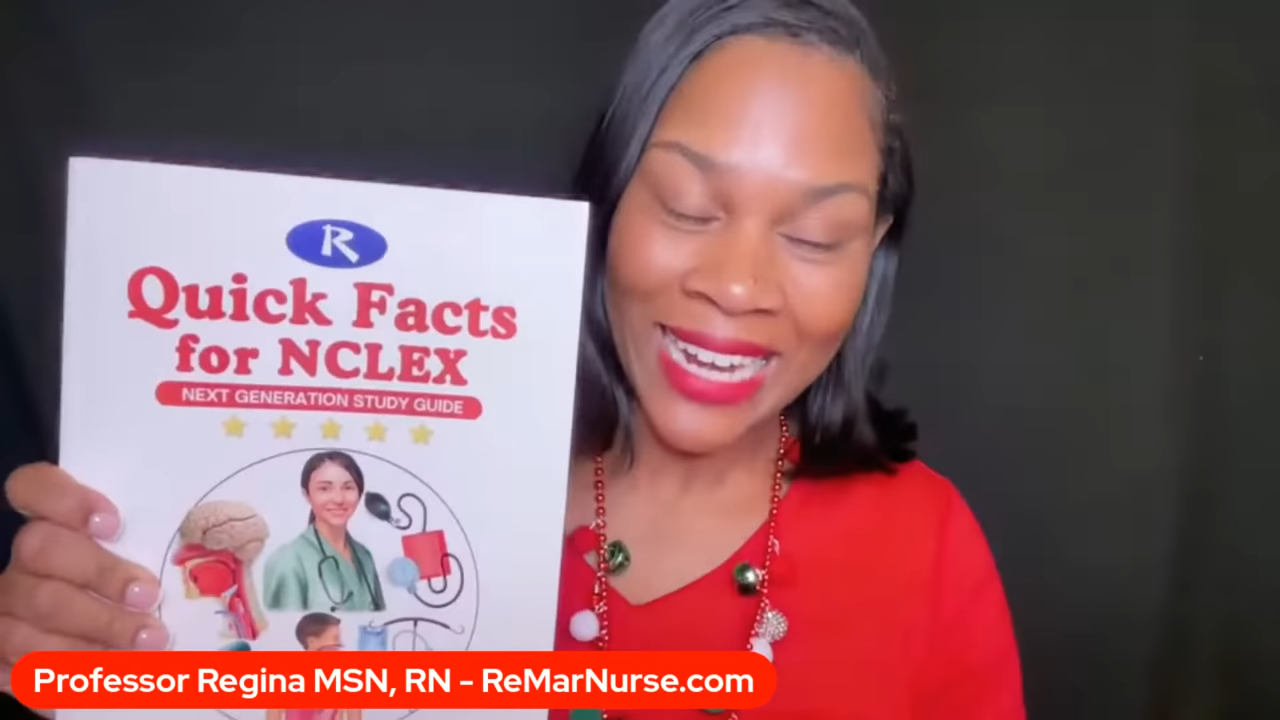 R
Quick Facts
for NCLEX
NEXT GENERATION STUDY GUIDE
Professor Regina MSN, RN - ReMarNurse.com